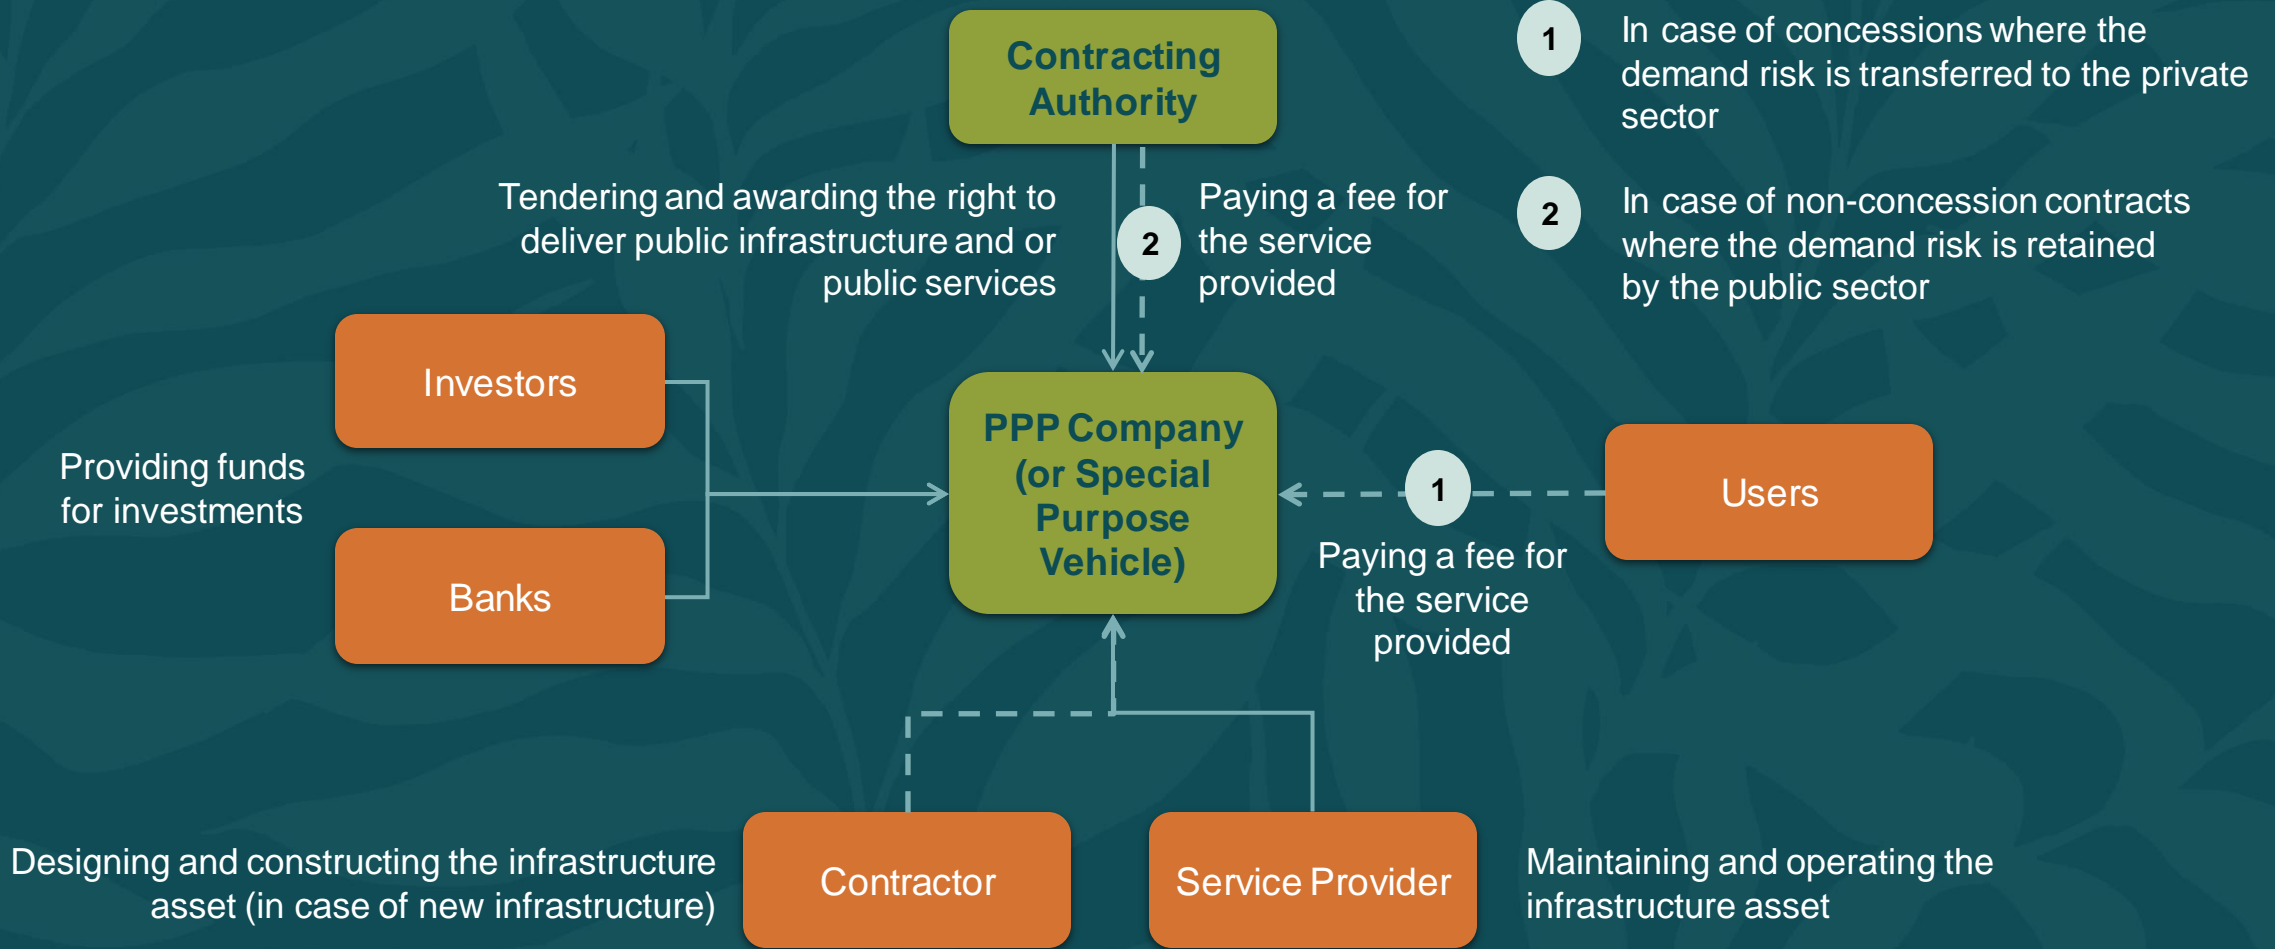 Contracting
Authority
1
In case of concessions where the
demand risk is transferred to the private
sector
Tendering and awarding the right to
deliver public infrastructure and or
public services
2
Paying a fee for
the service
provided
2
In case of non-concession contracts
where the demand risk is retained
by the public sector
Investors
Providing funds
for investments
Banks
PPP Company
(or Special
Purpose
Vehicle)
1
Paying a fee for
the service
provided
Users
Designing and constructing the infrastructure
asset (in case of new infrastructure)
Contractor
Service Provider
Maintaining and operating the
infrastructure asset